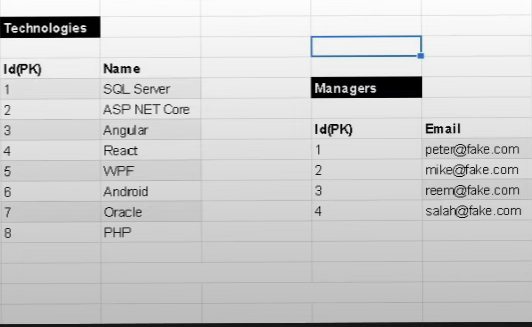 Technologies
Id(PK) Name
1 SQL Server
2 ASP NET Core
3 Angular
4 React
5 WPF
6 Android
7 Oracle
8 PHP
Managers
Id(PK) Email
1 peter@fake.com
2 mike@fake.com
3 reem@fake.com
4 salah@fake.com